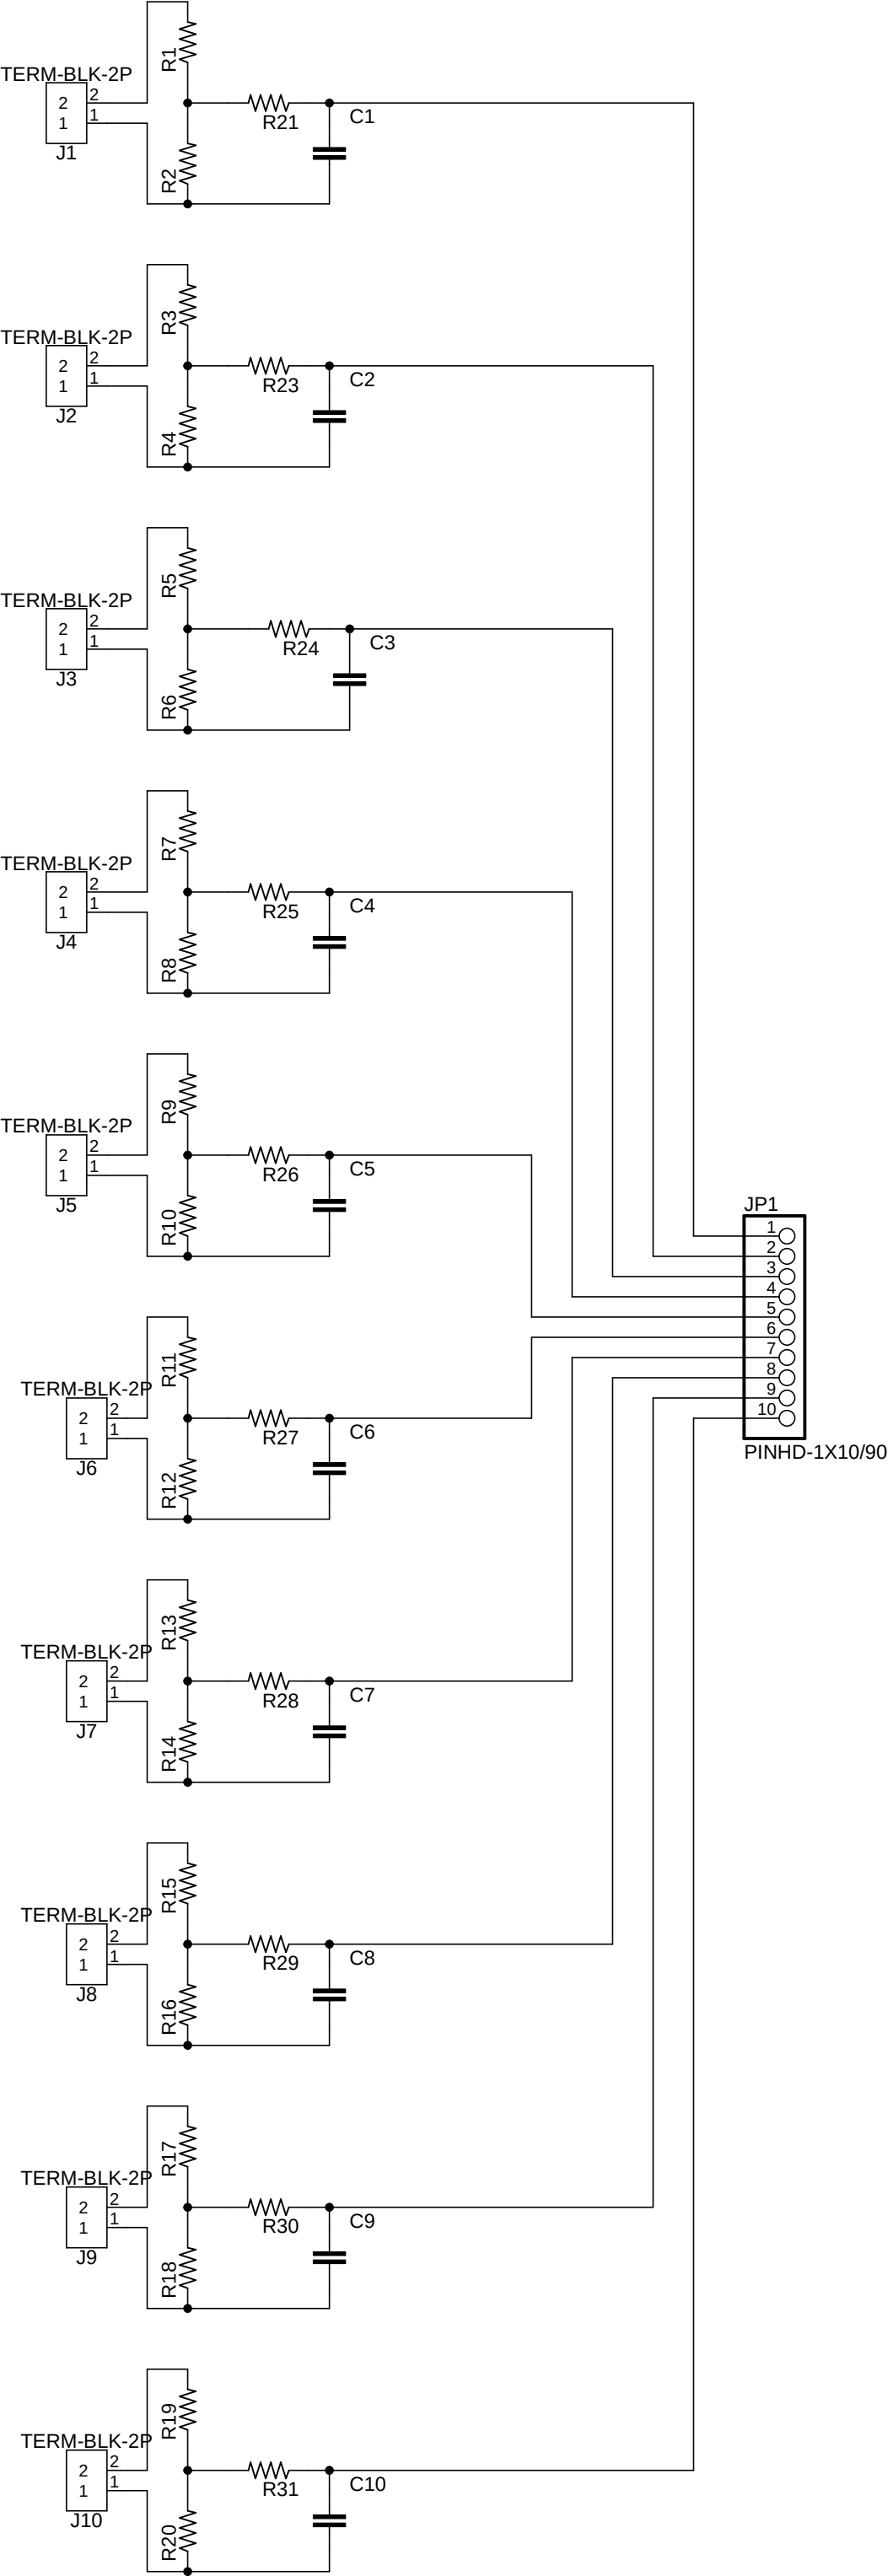 R1
TERM-BLK-2P
2 2
1 1
J1
R21
C1
R2
R3
TERM-BLK-2P
2 2
1 1
J2
R23
C2
R4
R5
TERM-BLK-2P
2 2
1 1
J3
R24
C3
R6
R7
TERM-BLK-2P
2 2
1 1
J4
R25
C4
R8
R9
TERM-BLK-2P
2 2
1 1
J5
R26
C5
R10
JP1
1
2
3
4
5
6
7
8
9
10
PINHD-1X10/90
R11
TERM-BLK-2P
2 2
1 1
J6
R27
C6
R12
R13
TERM-BLK-2P
2 2
1 1
J7
R28
C7
R14
R15
TERM-BLK-2P
2 2
1 1
J8
R29
C8
R16
R17
TERM-BLK-2P
2 2
1 1
J9
R30
C9
R18
R19
TERM-BLK-2P
2 2
1 1
J10
R31
C10
R20